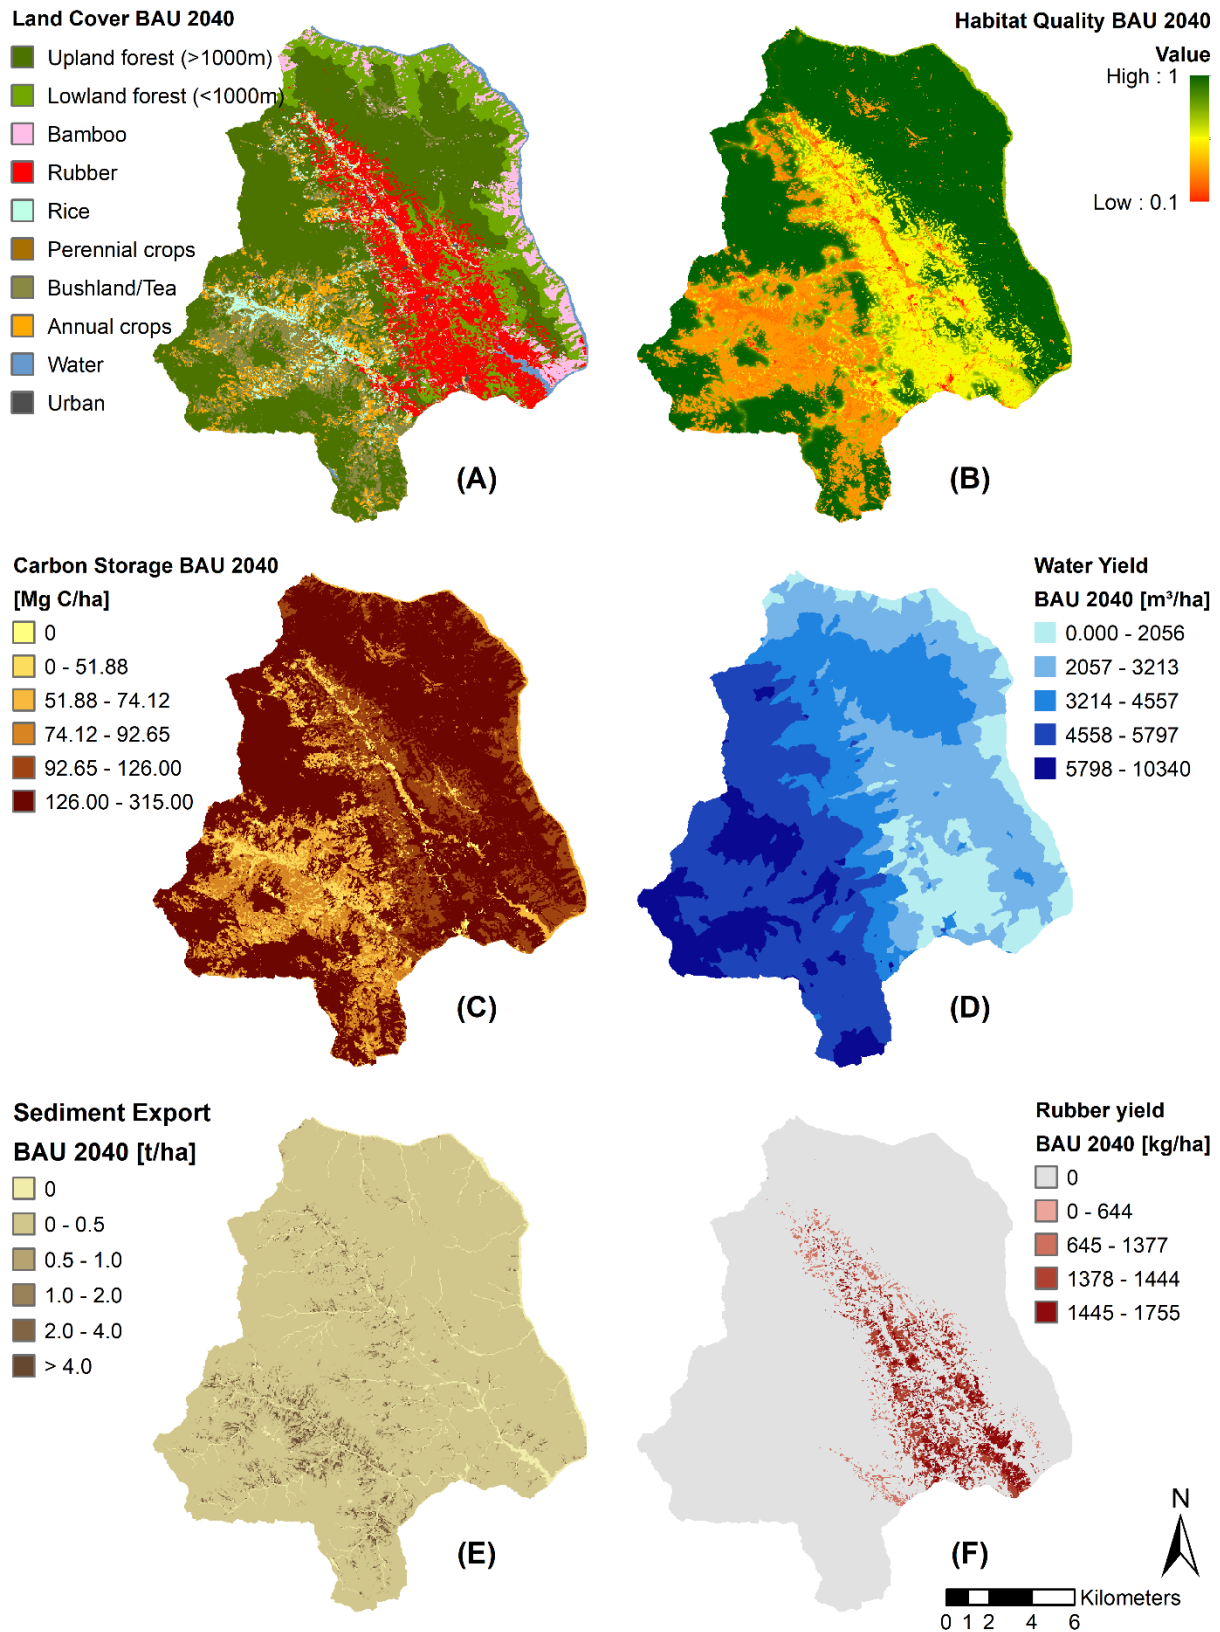 Land Cover BAU 2040
Upland forest (>1000m)
Lowland forest (<1000m)
Bamboo
Rubber
Rice
Perennial crops
Bushland/Tea
Annual crops
Water
Urban
(A)
Habitat Quality BAU 2040
Value
High : 1
Low : 0.1
(B)
Carbon Storage BAU 2040
[Mg C/ha]
0
0 - 51.88
51.88 - 74.12
74.12 - 92.65
92.65 - 126.00
126.00 - 315.00
(C)
Water Yield
BAU 2040 [m³/ha]
0.000 - 2056
2057 - 3213
3214 - 4557
4558 - 5797
5798 - 10340
(D)
Sediment Export
BAU 2040 [t/ha]
0
0 - 0.5
0.5 - 1.0
1.0 - 2.0
2.0 - 4.0
> 4.0
(E)
Rubber yield
BAU 2040 [kg/ha]
0
0 - 644
645 - 1377
1378 - 1444
1445 - 1755
(F)
N
Kilometers
0 1 2 4 6